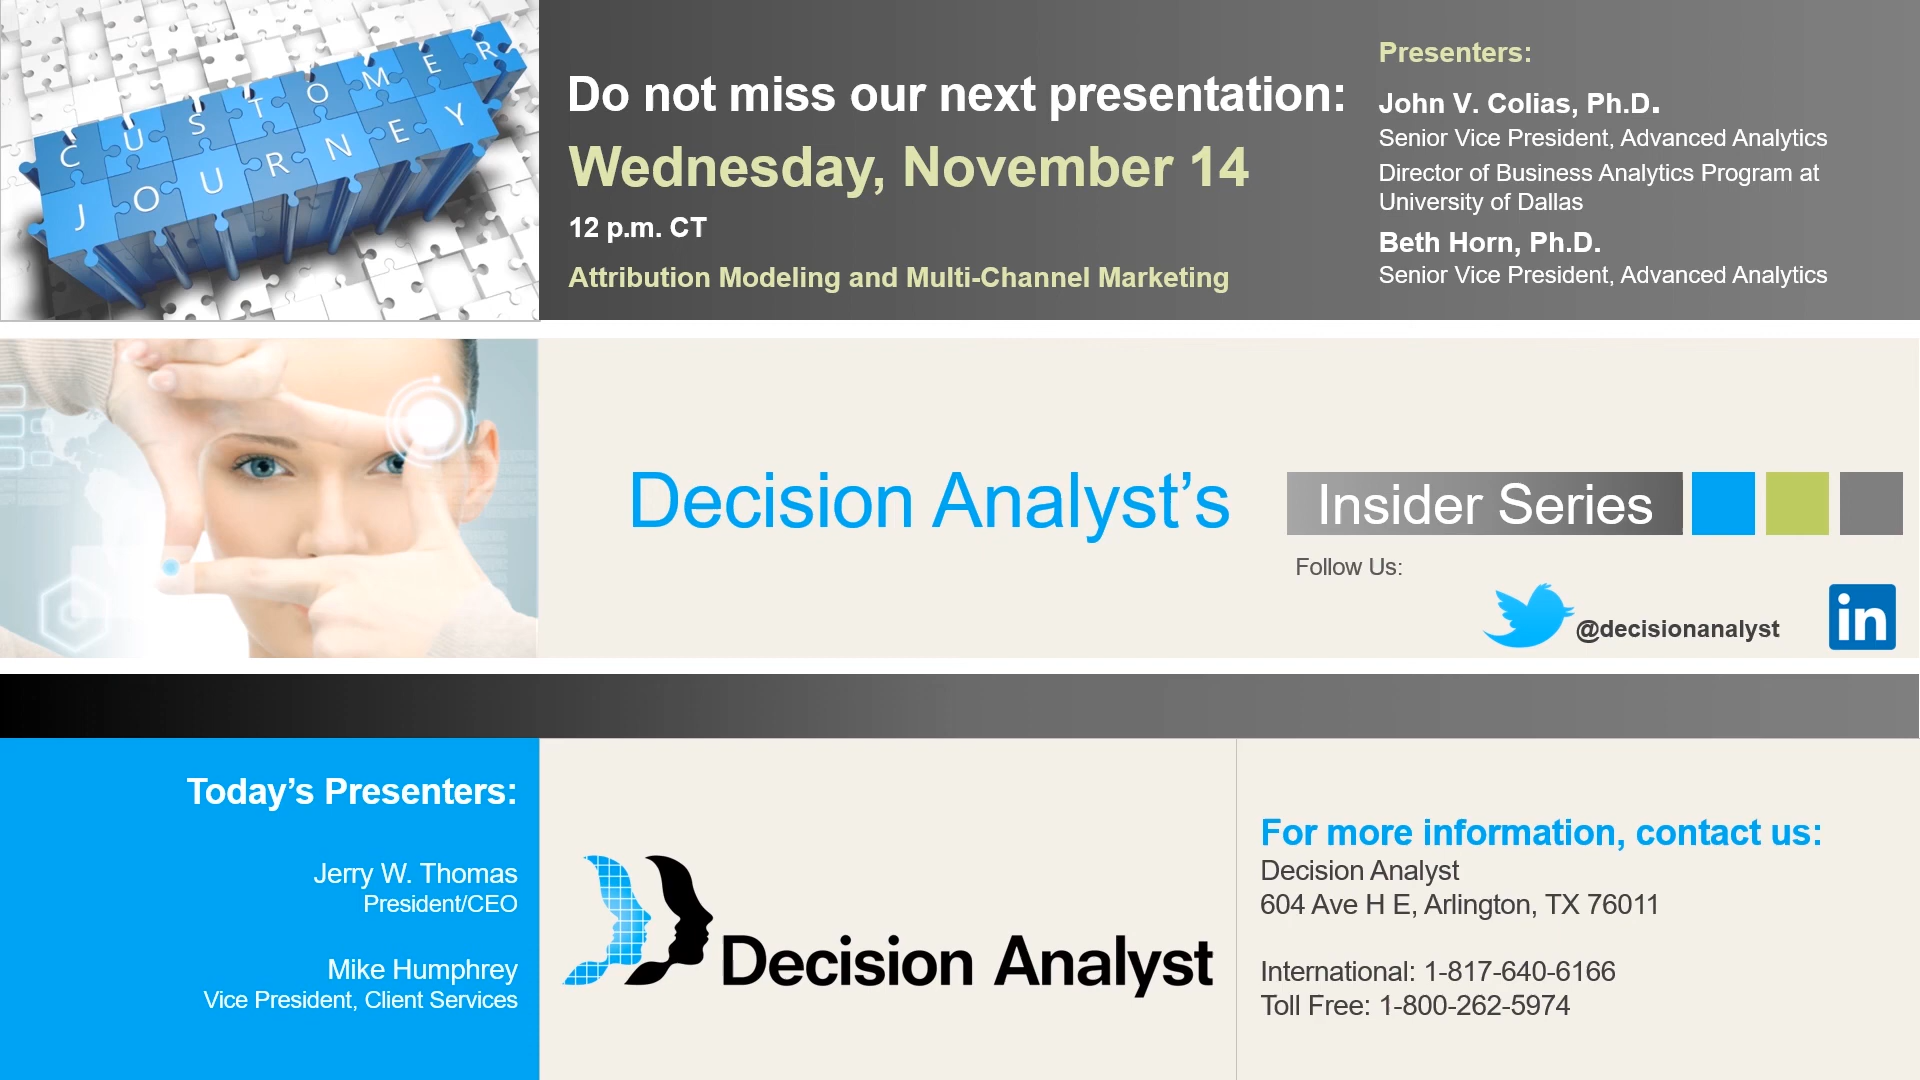 CUSTOMER
JOURNEY
Do not miss our next presentation:
Wednesday, November 14
12 p.m. CT
Attribution Modeling and Multi-Channel Marketing
Presenters:
John V. Colias, Ph.D.
Senior Vice President, Advanced Analytics
Director of Business Analytics Program at
University of Dallas
Beth Horn, Ph.D.
Senior Vice President, Advanced Analytics
Decision Analyst’s
Insider Series
Follow Us:
@decisionanalyst
in
Today’s Presenters:
Jerry W. Thomas
President/CEO
Mike Humphrey
Vice President, Client Services
Decision Analyst
For more information, contact us:
Decision Analyst
604 Ave H E, Arlington, TX 76011
International: 1-817-640-6166
Toll Free: 1-800-262-5974